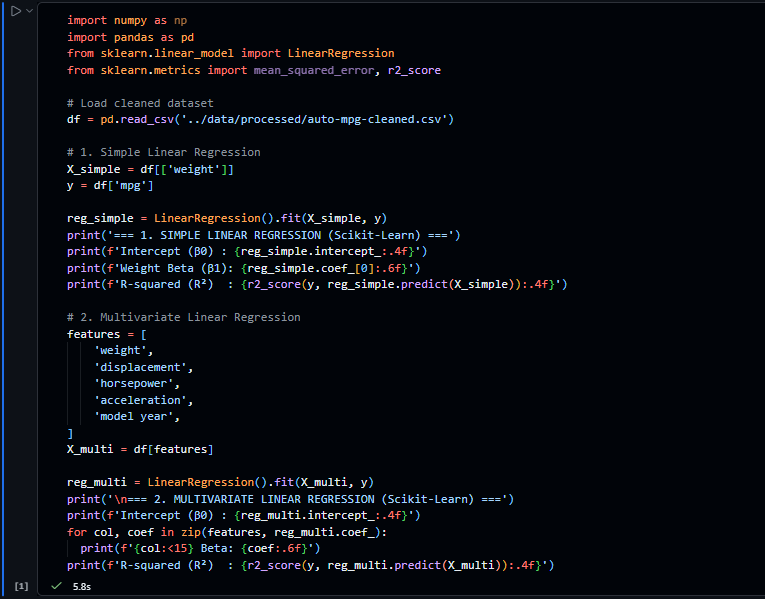 import numpy as np
import pandas as pd
from sklearn.linear_model import LinearRegression
from sklearn.metrics import mean_squared_error, r2_score

# Load cleaned dataset
df = pd.read_csv('../data/processed/auto-mpg-cleaned.csv')

# 1. Simple Linear Regression
X_simple = df[['weight']]
y = df['mpg']

reg_simple = LinearRegression().fit(X_simple, y)
print('=== 1. SIMPLE LINEAR REGRESSION (Scikit-Learn) ===')
print(f'Intercept (β0) : {reg_simple.intercept_:.4f}')
print(f'Weight Beta (β1): {reg_simple.coef_[0]:.6f}')
print(f'R-squared (R²)  : {r2_score(y, reg_simple.predict(X_simple)):.4f}')

# 2. Multivariate Linear Regression
features = [
    'weight',
    'displacement',
    'horsepower',
    'acceleration',
    'model year',
]
X_multi = df[features]

reg_multi = LinearRegression().fit(X_multi, y)
print('\n=== 2. MULTIVARIATE LINEAR REGRESSION (Scikit-Learn) ===')
print(f'Intercept (β0) : {reg_multi.intercept_:.4f}')
for col, coef in zip(features, reg_multi.coef_):
  print(f'{col:<15} Beta: {coef:.6f}')
print(f'R-squared (R²)  : {r2_score(y, reg_multi.predict(X_multi)):.4f}')
[1] ✓ 5.8s